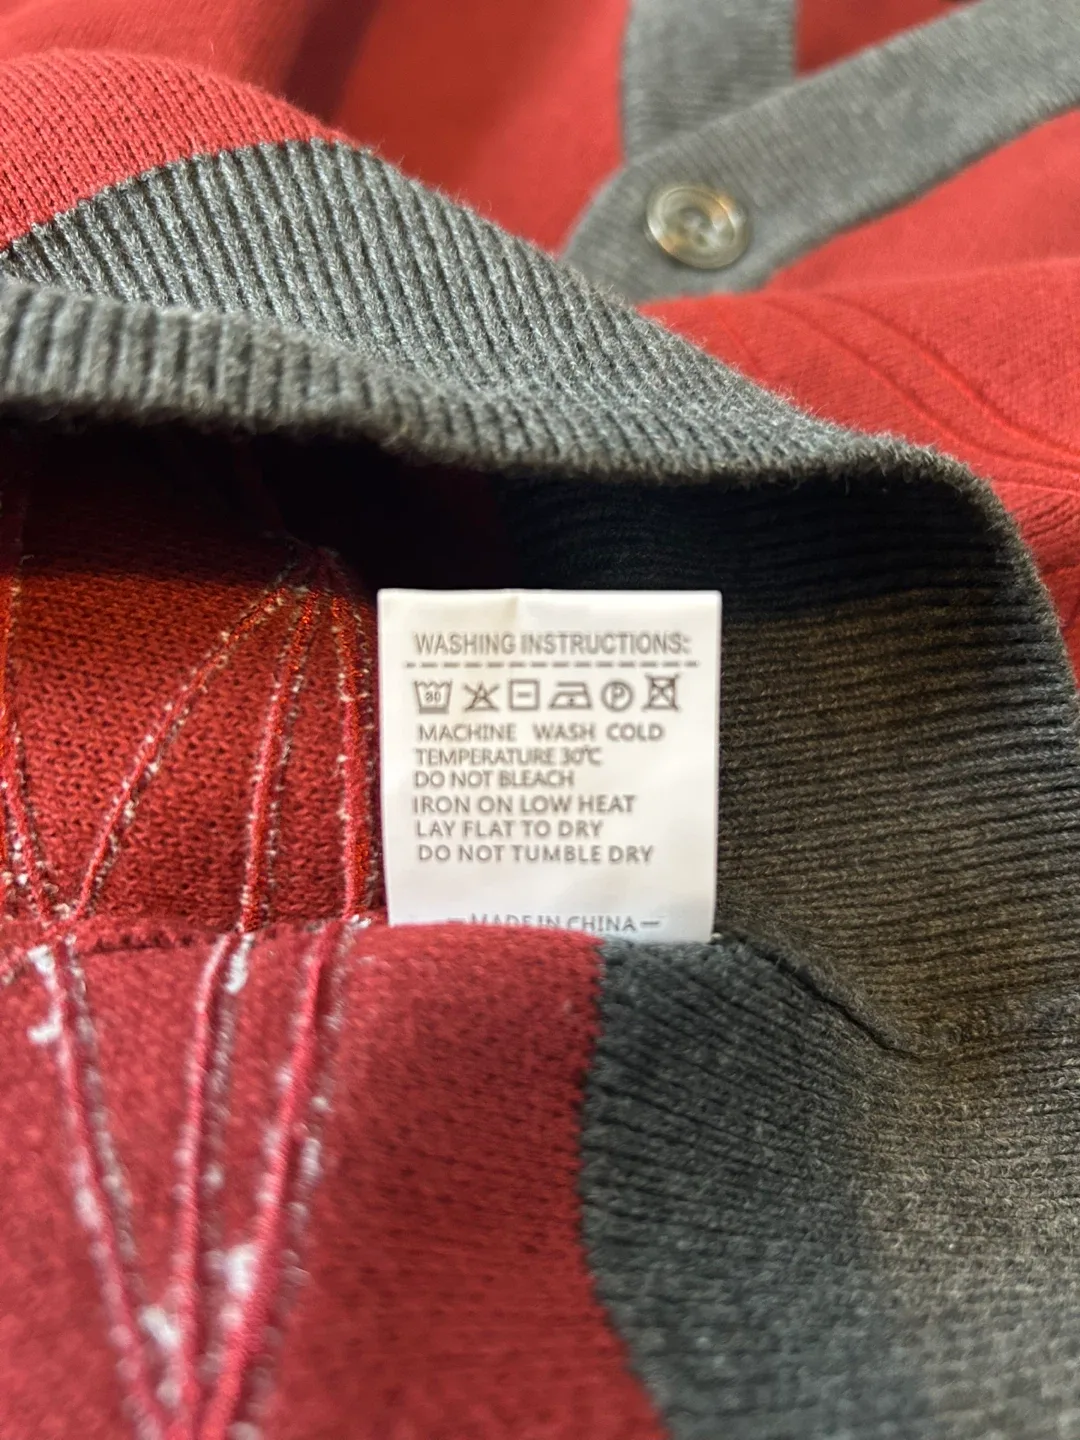 WASHING INSTRUCTIONS:
30 P
MACHINE WASH COLD
TEMPERATURE 30℃
DO NOT BLEACH
IRON ON LOW HEAT
LAY FLAT TO DRY
DO NOT TUMBLE DRY
—MADE IN CHINA—